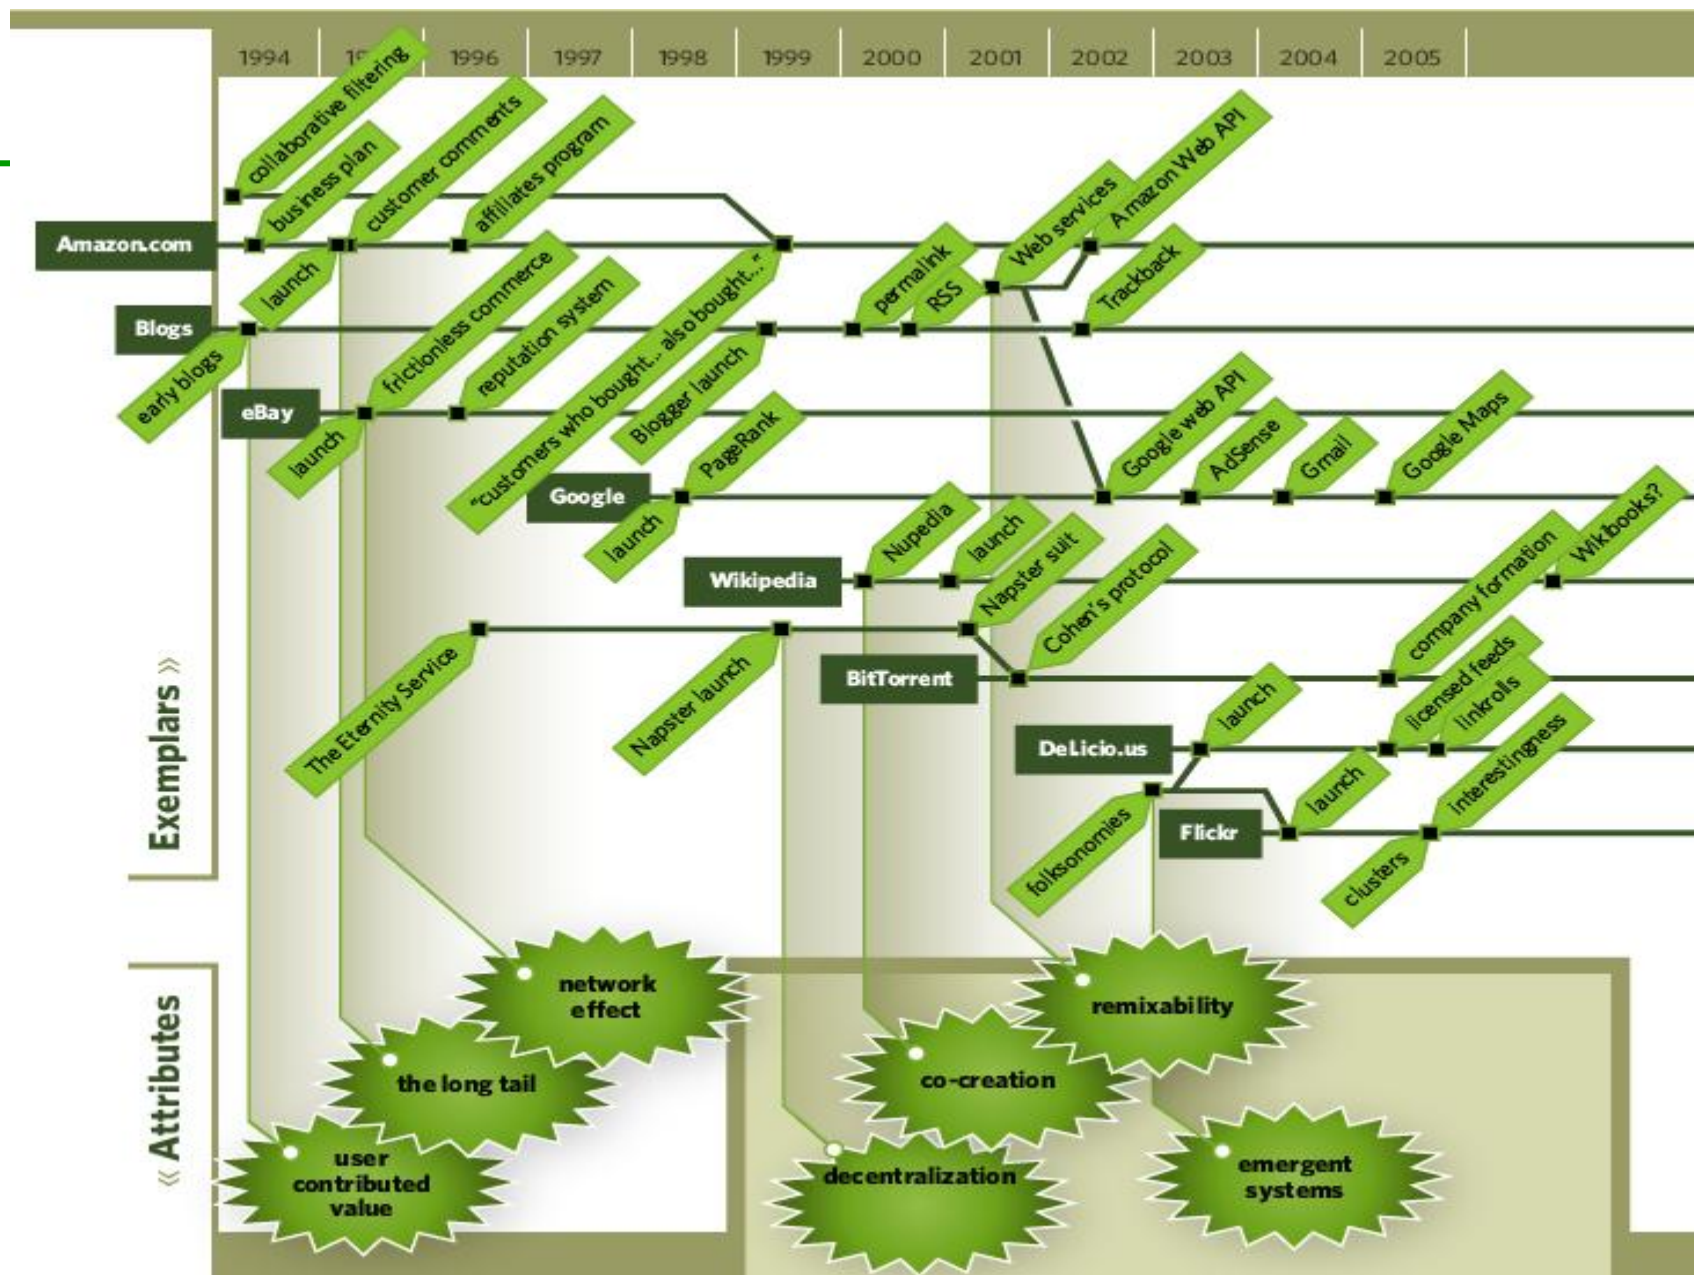 1994
1996
1997
1998
1999
2000
2001
2002
2003
2004
2005
collaborative filtering
business plan
customer comments
affiliates program
Web services
Amazon Web API
Amazon.com
launch
"customers who bought... also bought..."
permalink
RSS
Trackback
Blogs
early blogs
frictionless commerce
reputation system
Blogger launch
eBay
launch
PageRank
Google web API
AdSense
Gmail
Google Maps
Google
launch
Nupedia
launch
Napster suit
Wikibooks?
Wikipedia
The Eternity Service
Napster launch
Cohen's protocol
company formation
BitTorrent
launch
licensed feeds
linkrolls
DeLicio.us
folksonomies
launch
interestingness
Flickr
clusters
Exemplars »
« Attributes
network
effect
the long tail
user
contributed
value
remixability
co-creation
decentralization
emergent
systems